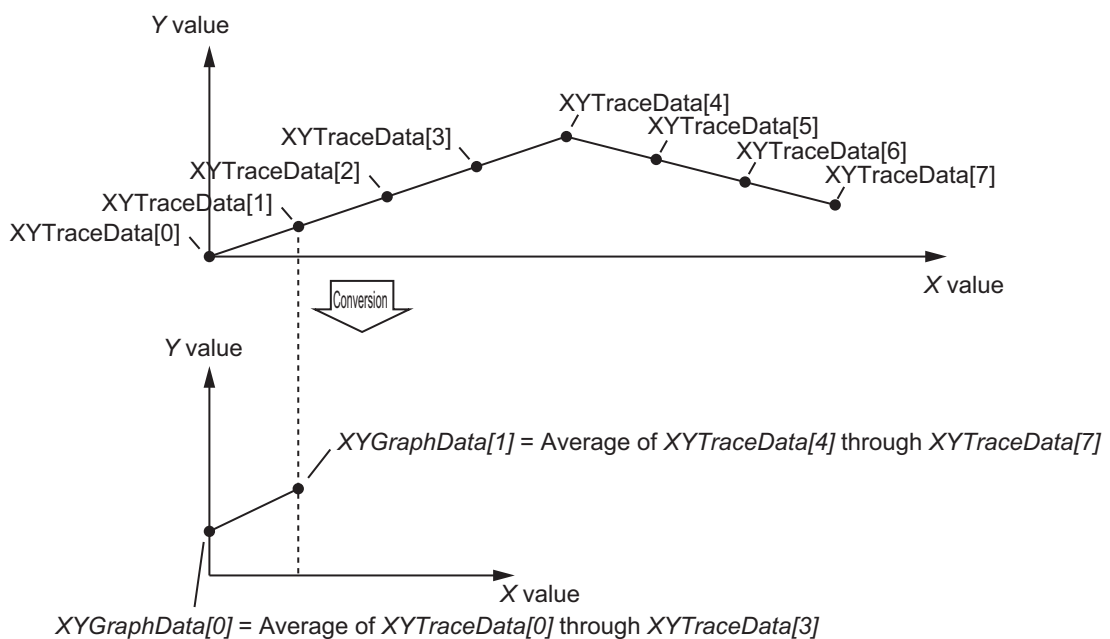 Y value
XYTraceData[4]
XYTraceData[5]
XYTraceData[3]
XYTraceData[6]
XYTraceData[2]
XYTraceData[7]
XYTraceData[1]
XYTraceData[0]
X value
Conversion
Y value
XYGraphData[1] = Average of XYTraceData[4] through XYTraceData[7]
X value
XYGraphData[0] = Average of XYTraceData[0] through XYTraceData[3]